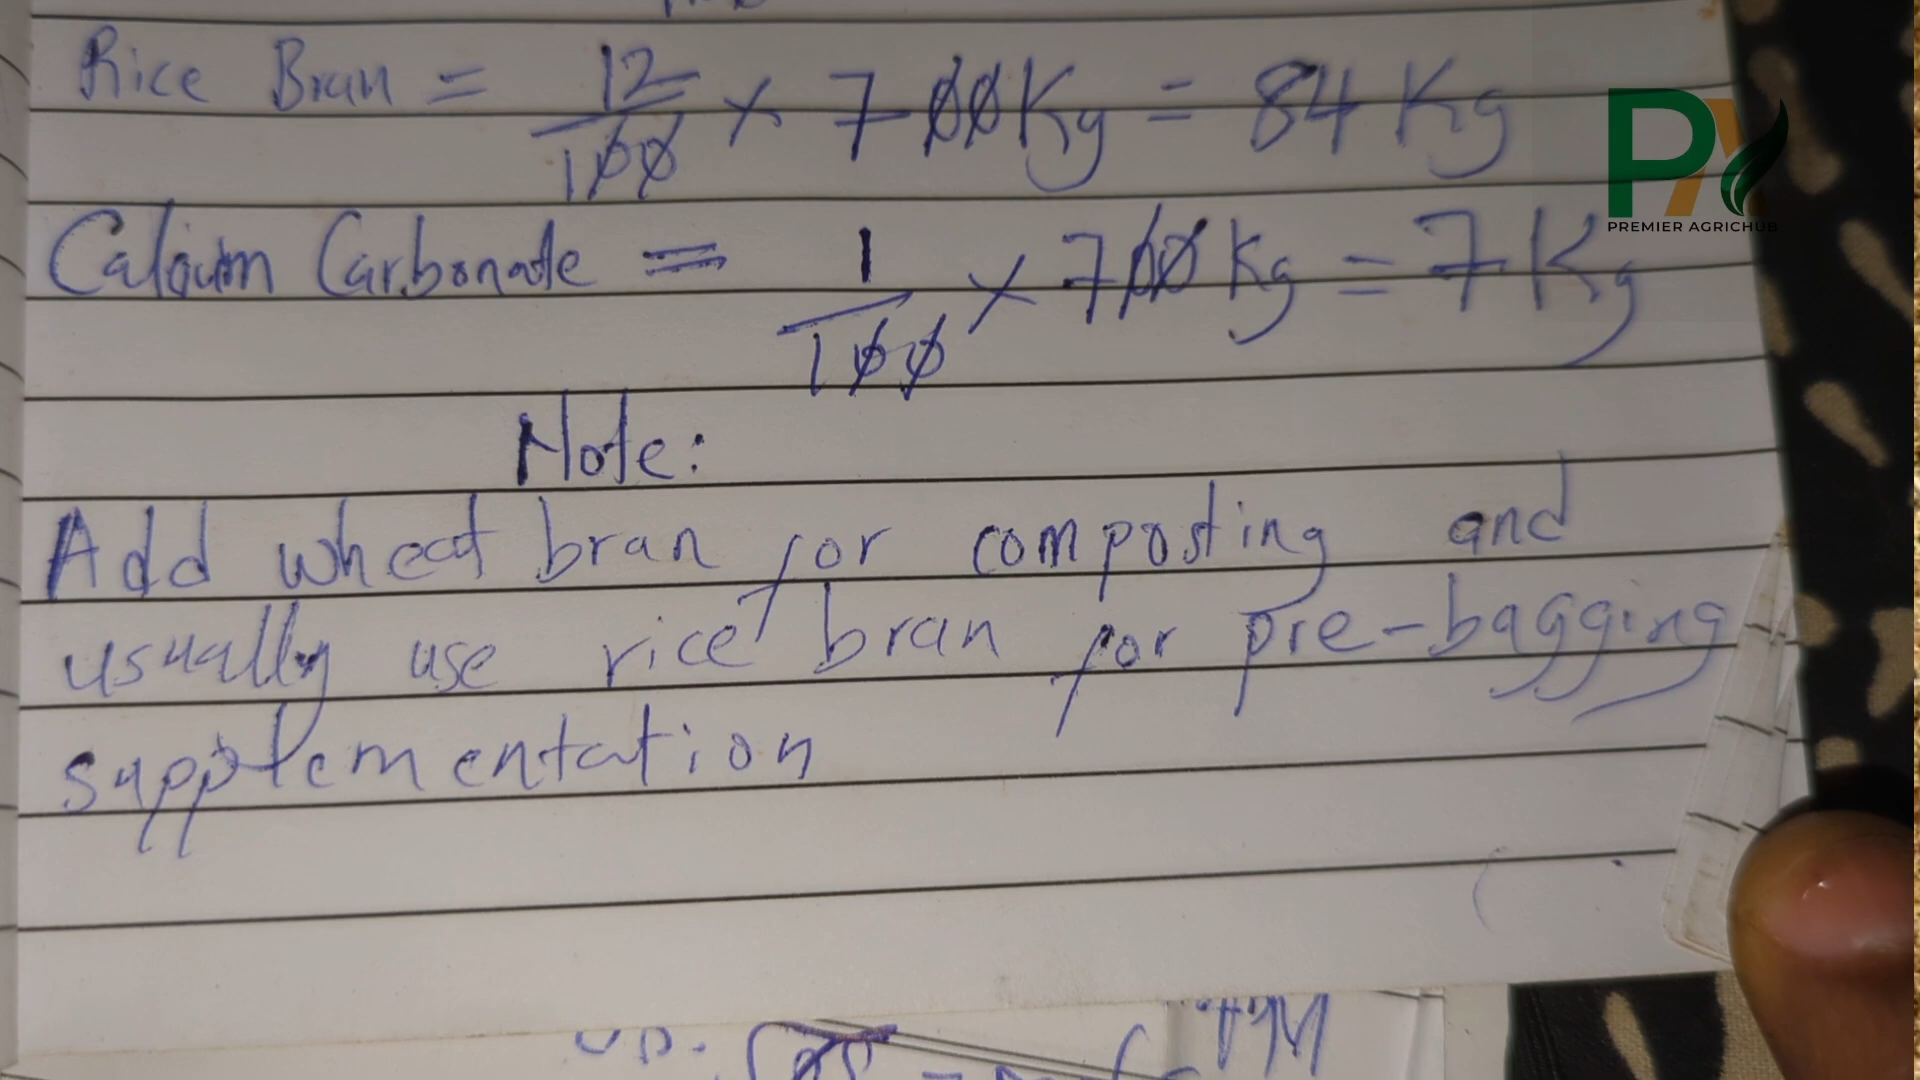 Rice Bran = 12/100 x 700Kg = 84 Kg
PREMIER AGRICHUB
Calcium Carbonate = 1/100 x 700 Kg = 7 Kg
Note:
Add wheat bran for composting and
usually use rice bran for pre-bagging
supplementation